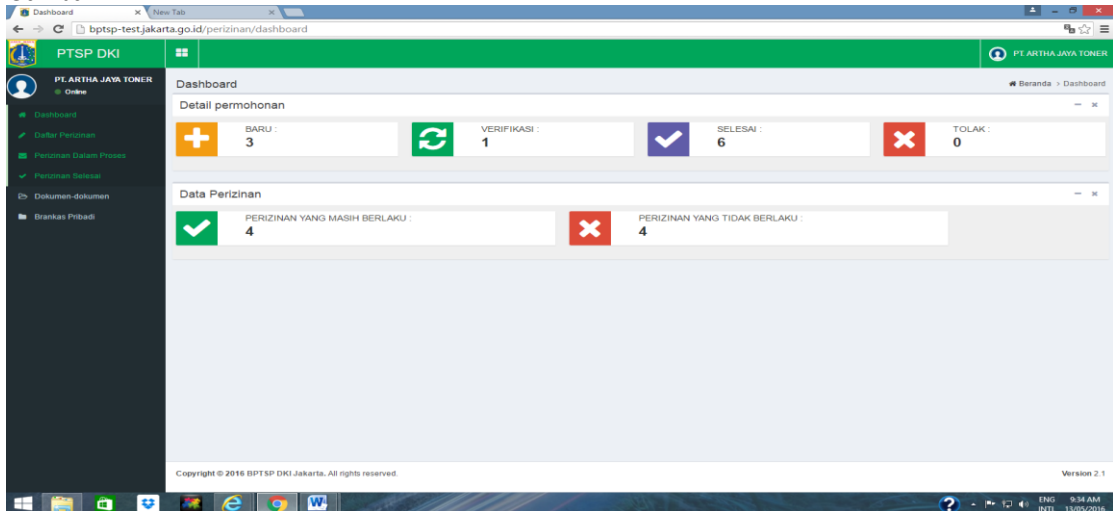 Dashboard
New Tab
bptsp-test.jakarta.go.id/perizinan/dashboard
PTSP DKI
PT. ARTHA JAYA TONER
PT. ARTHA JAYA TONER
Online
Dashboard
Beranda > Dashboard
Dashboard
Daftar Perizinan
Perizinan Dalam Proses
Perizinan Selesai
Dokumen-dokumen
Brankas Pribadi
Detail permohonan
BARU :
3
VERIFIKASI :
1
SELESAI :
6
TOLAK :
0
Data Perizinan
PERIZINAN YANG MASIH BERLAKU :
4
PERIZINAN YANG TIDAK BERLAKU :
4
Copyright © 2016 BPTSP DKI Jakarta. All rights reserved.
Version 2.1
ENG 9:34 AM
INTL 13/05/2016